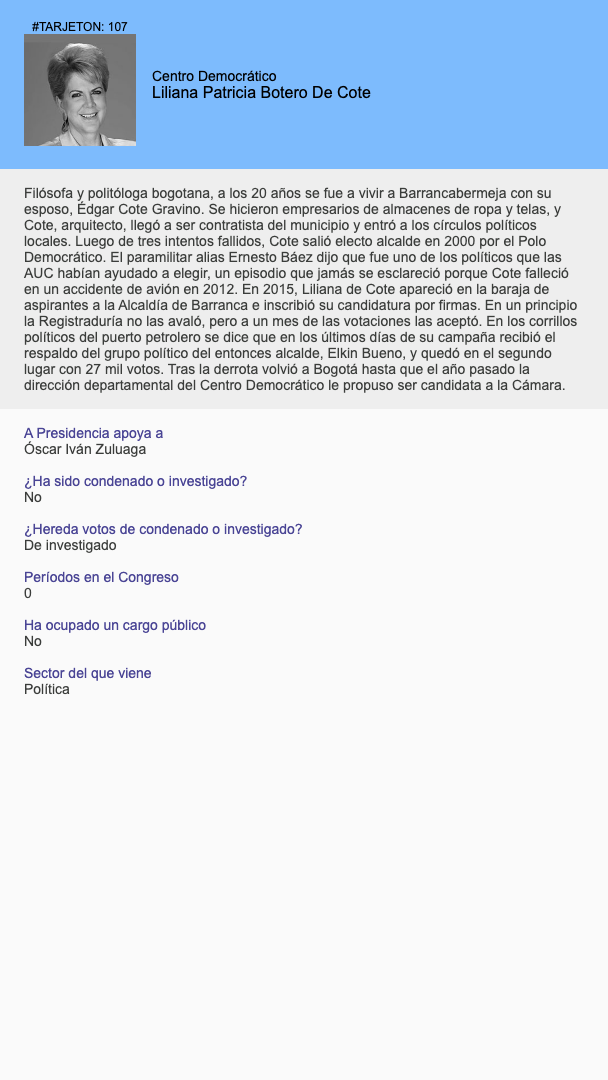 #TARJETON: 107
Centro Democrático
Liliana Patricia Botero De Cote
Filósofa y politóloga bogotana, a los 20 años se fue a vivir a Barrancabermeja con su
esposo, Édgar Cote Gravino. Se hicieron empresarios de almacenes de ropa y telas, y
Cote, arquitecto, llegó a ser contratista del municipio y entró a los círculos políticos
locales. Luego de tres intentos fallidos, Cote salió electo alcalde en 2000 por el Polo
Democrático. El paramilitar alias Ernesto Báez dijo que fue uno de los políticos que las
AUC habían ayudado a elegir, un episodio que jamás se esclareció porque Cote falleció
en un accidente de avión en 2012. En 2015, Liliana de Cote apareció en la baraja de
aspirantes a la Alcaldía de Barranca e inscribió su candidatura por firmas. En un principio
la Registraduría no las avaló, pero a un mes de las votaciones las aceptó. En los corrillos
políticos del puerto petrolero se dice que en los últimos días de su campaña recibió el
respaldo del grupo político del entonces alcalde, Elkin Bueno, y quedó en el segundo
lugar con 27 mil votos. Tras la derrota volvió a Bogotá hasta que el año pasado la
dirección departamental del Centro Democrático le propuso ser candidata a la Cámara.
A Presidencia apoya a
Óscar Iván Zuluaga
¿Ha sido condenado o investigado?
No
¿Hereda votos de condenado o investigado?
De investigado
Períodos en el Congreso
0
Ha ocupado un cargo público
No
Sector del que viene
Política